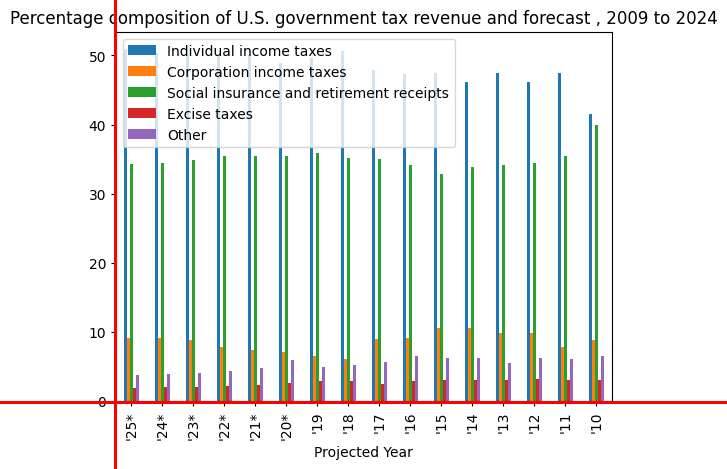 Percentage composition of U.S. government tax revenue and forecast , 2009 to 2024
Individual income taxes
Corporation income taxes
Social insurance and retirement receipts
Excise taxes
Other
50
40
30
20
10
0
'25* '24* '23* '22* '21* '20* '19 '18 '17 '16 '15 '14 '13 '12 '11 '10
Projected Year